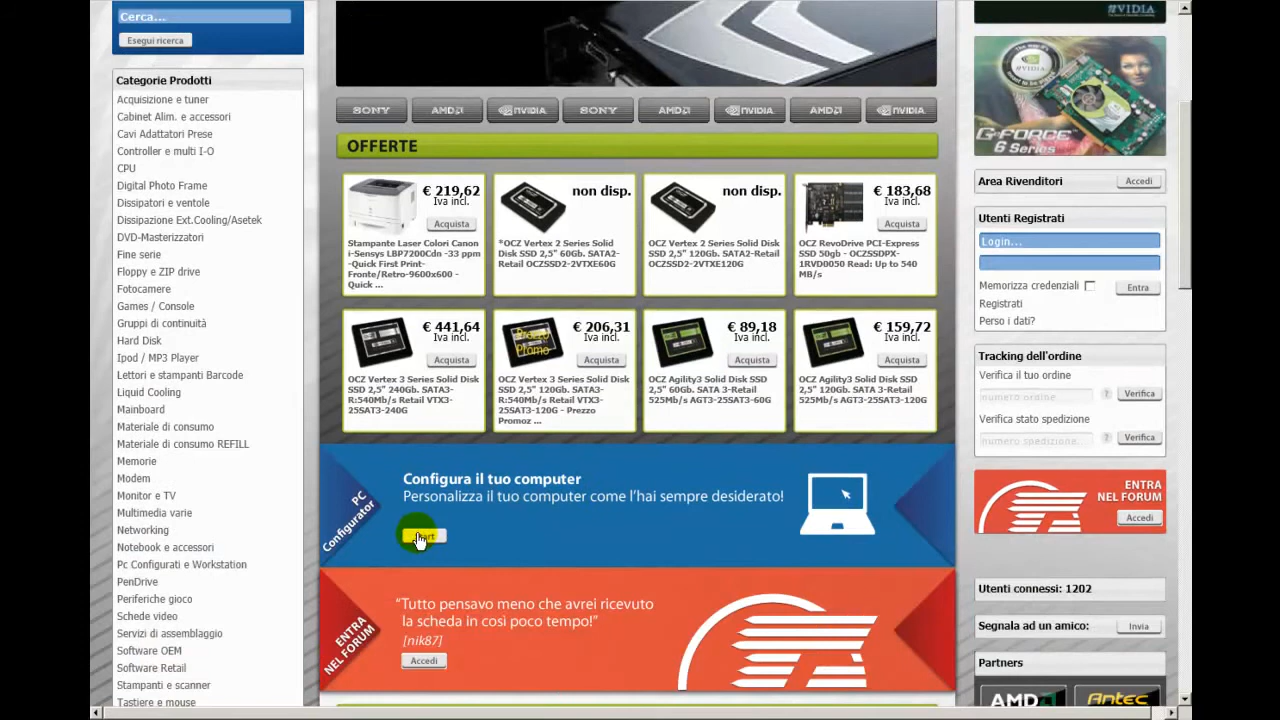 Cerca...
Esegui ricerca
Categorie Prodotti
Acquisizione e tuner
Cabinet Alim. e accessori
Cavi Adattatori Prese
Controller e multi I-O
CPU
Digital Photo Frame
Dissipatori e ventole
Dissipazione Ext.Cooling/Asetek
DVD-Masterizzatori
Fine serie
Floppy e ZIP drive
Fotocamere
Games / Console
Gruppi di continuità
Hard Disk
Ipod / MP3 Player
Lettori e stampanti Barcode
Liquid Cooling
Mainboard
Materiale di consumo
Materiale di consumo REFILL
Memorie
Modem
Monitor e TV
Multimedia varie
Networking
Notebook e accessori
Pc Configurati e Workstation
PenDrive
Periferiche gioco
Schede video
Servizi di assemblaggio
Software OEM
Software Retail
Stampanti e scanner
Tastiere e mouse
SONY AMD NVIDIA SONY AMD NVIDIA AMD NVIDIA
OFFERTE
€ 219,62
Iva incl.
Acquista
Stampante Laser Colori Canon
i-Sensys LBP7200Cdn -33 ppm
-Quick First Print-
Fronte/Retro-9600x600 -
Quick ...
non disp.
*OCZ Vertex 2 Series Solid
Disk SSD 2,5" 60Gb. SATA2-
Retail OCZSSD2-2VTXE60G
non disp.
OCZ Vertex 2 Series Solid Disk
SSD 2,5" 120Gb. SATA2-Retail
OCZSSD2-2VTXE120G
€ 183,68
Iva incl.
Acquista
OCZ RevoDrive PCI-Express
SSD 50gb - OCZSSDPX-
1RVD0050 Read: Up to 540
MB/s
€ 441,64
Iva incl.
Acquista
OCZ Vertex 3 Series Solid Disk
SSD 2,5" 240Gb. SATA3-
R:540Mb/s Retail VTX3-
25SAT3-240G
Prezzo
Promo
€ 206,31
Iva incl.
Acquista
OCZ Vertex 3 Series Solid Disk
SSD 2,5" 120Gb. SATA3-
R:540Mb/s Retail VTX3-
25SAT3-120G - Prezzo
Promoz ...
€ 89,18
Iva incl.
Acquista
OCZ Agility3 Solid Disk SSD
2,5" 60Gb. SATA 3-Retail
525Mb/s AGT3-25SAT3-60G
€ 159,72
Iva incl.
Acquista
OCZ Agility3 Solid Disk SSD
2,5" 120Gb. SATA 3-Retail
525Mb/s AGT3-25SAT3-120G
PC
Configurator
Configura il tuo computer
Personalizza il tuo computer come l'hai sempre desiderato!
ENTRA
NEL FORUM
“Tutto pensavo meno che avrei ricevuto
la scheda in così poco tempo!”
[nik87]
Accedi
G-FORCE
6 Series
Area Rivenditori
Accedi
Utenti Registrati
Login...
Memorizza credenziali
Entra
Registrati
Perso i dati?
Tracking dell'ordine
Verifica il tuo ordine
numero ordine
?
Verifica
Verifica stato spedizione
numero spedizione.
?
Verifica
ENTRA
NEL FORUM
Accedi
Utenti connessi: 1202
Segnala ad un amico:
Invia
Partners
AMD
Antec